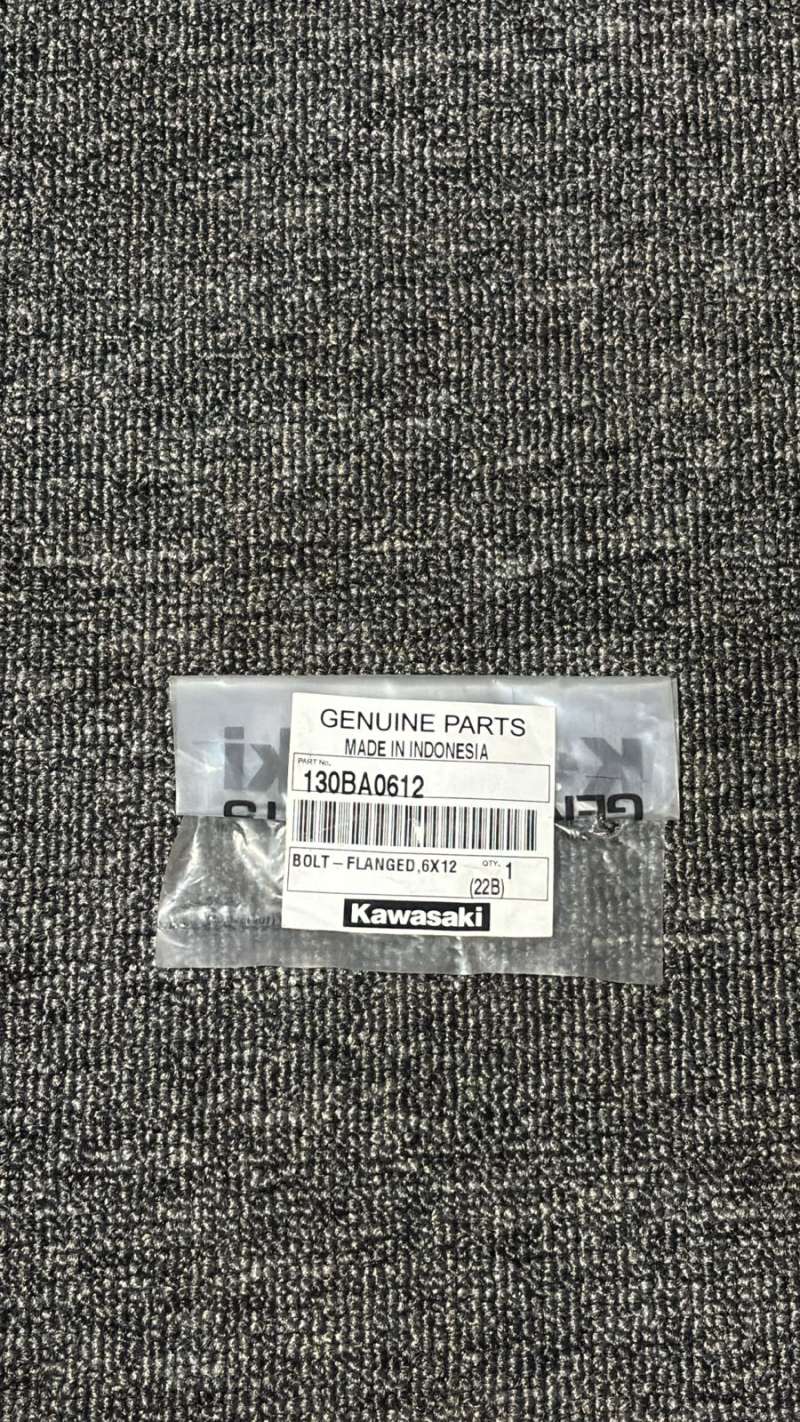 GENUINE PARTS
MADE IN INDONESIA
PART No.
130BA0612
BOLT-FLANGED,6X12 QTY. 1
(22B)
Kawasaki